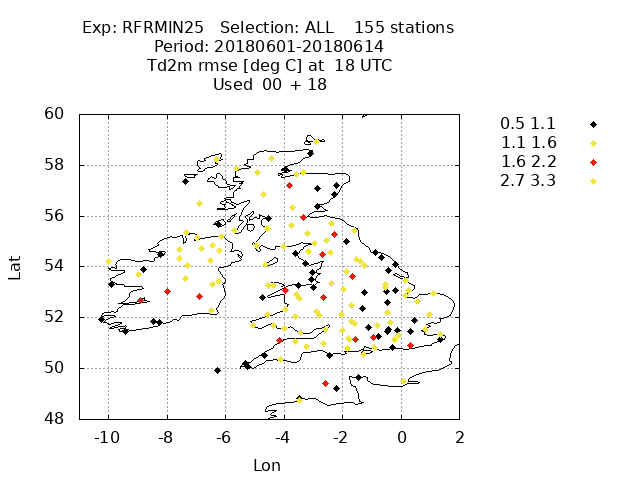 Exp: RFRMIN25 Selection: ALL 155 stations
Period: 20180601-20180614
Td2m rmse [deg C] at 18 UTC
Used 00 + 18
0.5 1.1
1.1 1.6
1.6 2.2
2.7 3.3
60
58
56
54
52
50
48
Lat
-10 -8 -6 -4 -2 0 2
Lon